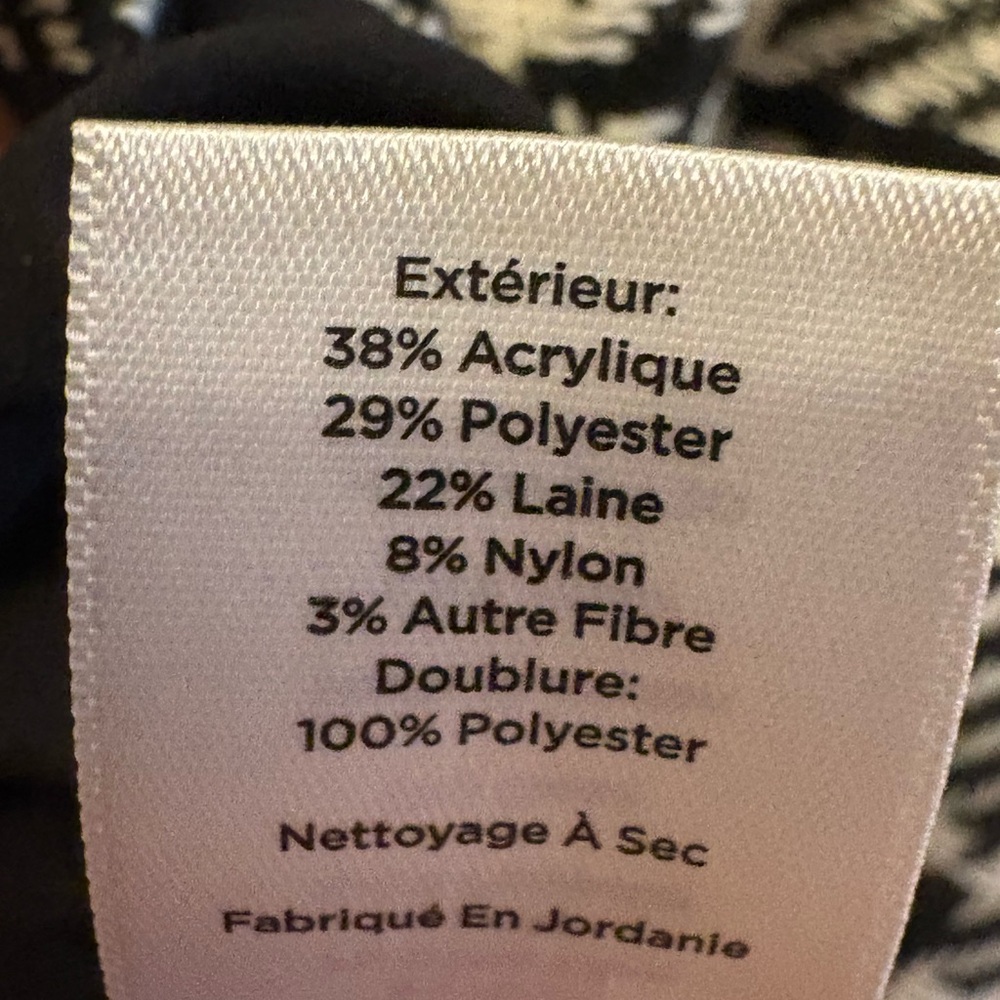 Extérieur:
38% Acrylique
29% Polyester
22% Laine
8% Nylon
3% Autre Fibre
Doublure:
100% Polyester
Nettoyage À Sec
Fabriqué En Jordanie